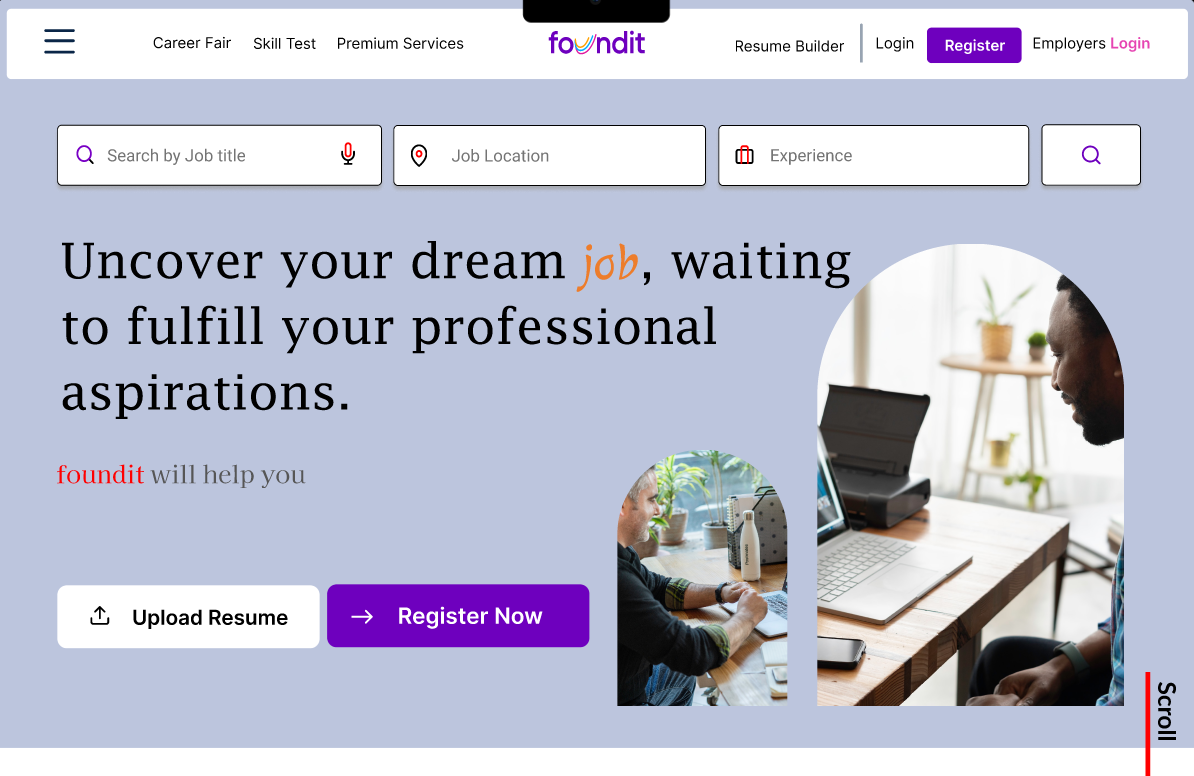 Career Fair Skill Test Premium Services foundit Resume Builder Login Register Employers Login
Search by Job title Job Location Experience
Uncover your dream job, waiting
to fulfill your professional
aspirations.
foundit will help you
Upload Resume Register Now
Scroll